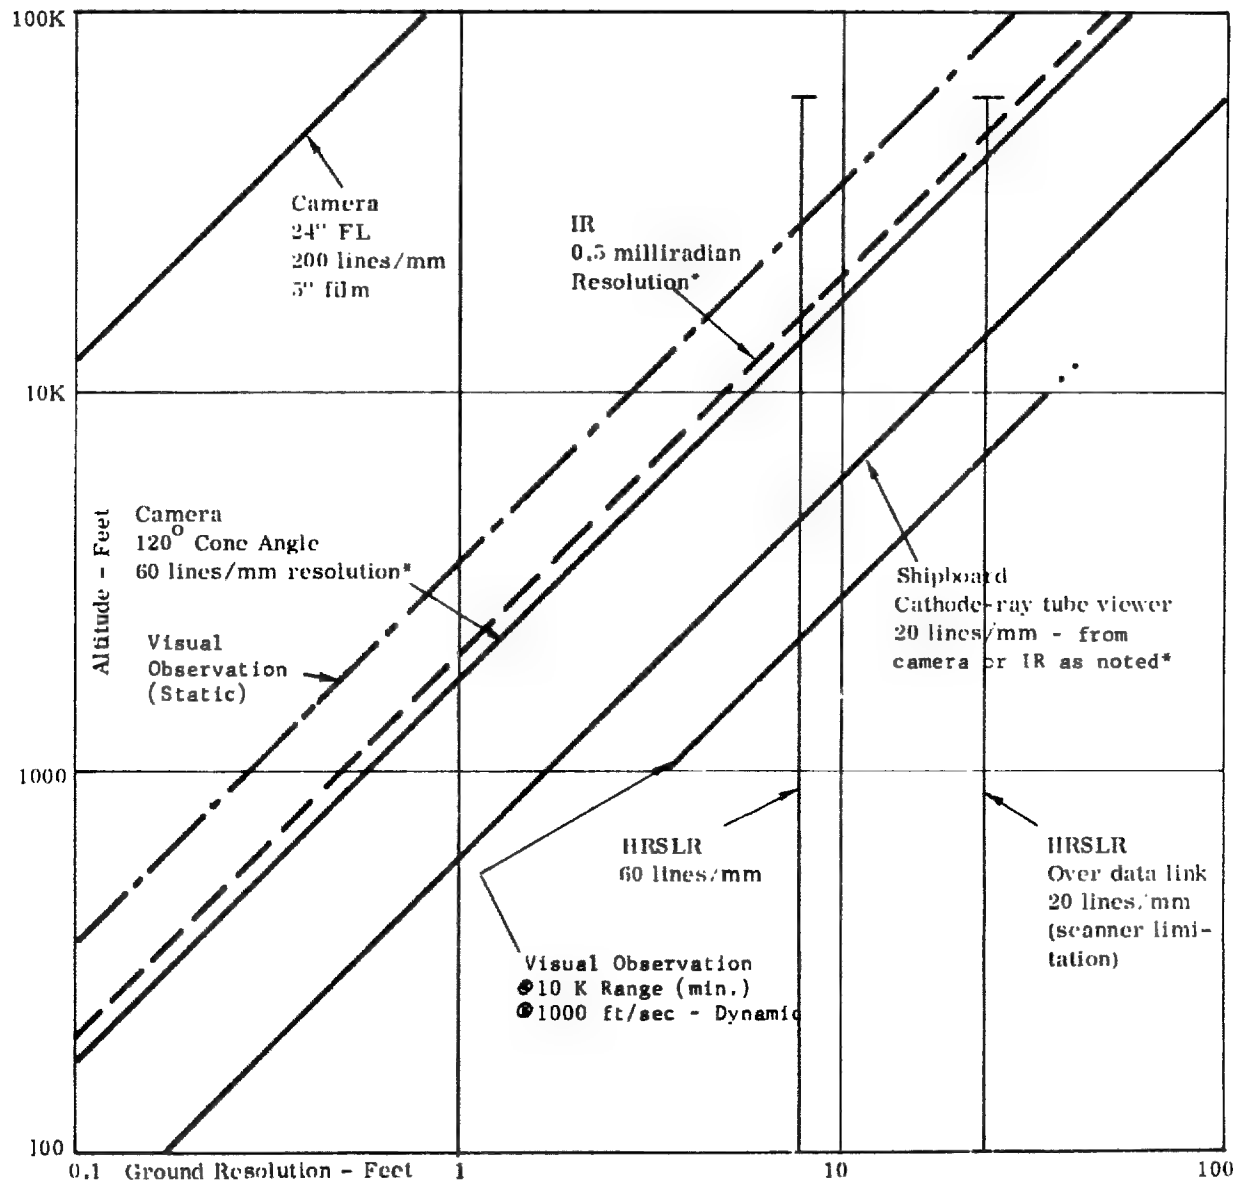 100K
Camera
24" FL
200 lines/mm
5" film
IR
0.5 milliradian
Resolution*
10K
Altitude - Feet
Camera
120° Cone Angle
60 lines/mm resolution*
Visual
Observation
(Static)
Shipboard
Cathode-ray tube viewer
20 lines/mm - from
camera or IR as noted*
1000
HRSLR
60 lines/mm
HRSLR
Over data link
20 lines/mm
(scanner limi-
tation)
Visual Observation
10 K Range (min.)
1000 ft/sec - Dynamic
100
0.1 Ground Resolution - Feet 1 10 100